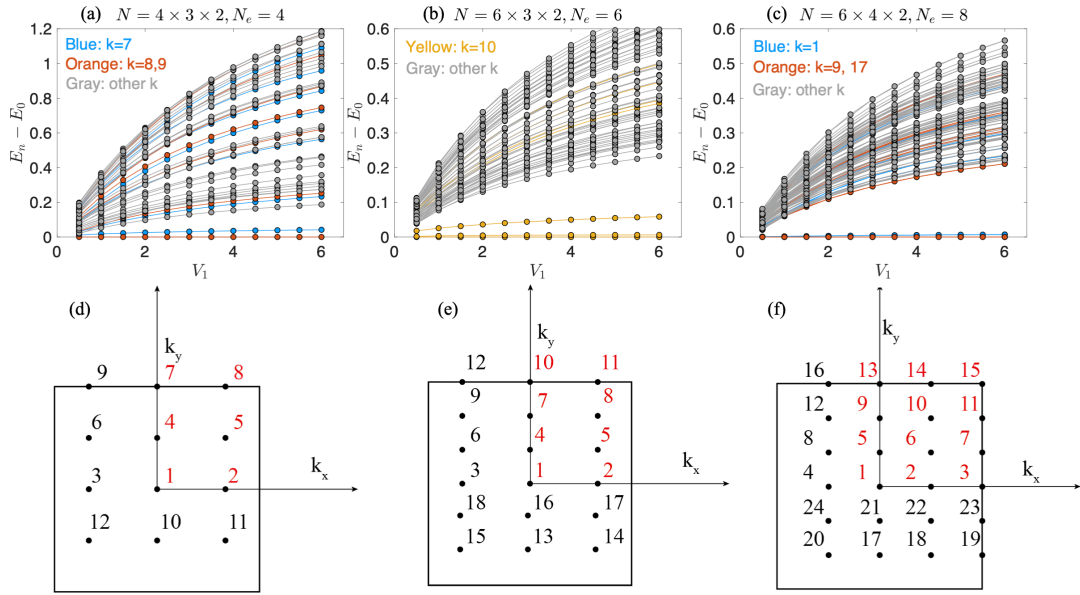 (a) N = 4 × 3 × 2, N_e = 4
1.2
1
0.8
0.6
0.4
0.2
0
E_n − E_0
Blue: k=7
Orange: k=8,9
Gray: other k
0 2 4 6
V_1
(b) N = 6 × 3 × 2, N_e = 6
0.6
0.5
0.4
0.3
0.2
0.1
0
E_n − E_0
Yellow: k=10
Gray: other k
0 2 4 6
V_1
(c) N = 6 × 4 × 2, N_e = 8
0.6
0.5
0.4
0.3
0.2
0.1
0
E_n − E_0
Blue: k=1
Orange: k=9, 17
Gray: other k
0 1 2 3 4 5 6
V_1
(d)
k_y
9 7 8
6 4 5
3 1 2
k_x
12 10 11
(e)
k_y
12 10 11
9 7 8
6 4 5
3 1 2
k_x
18 16 17
15 13 14
(f)
k_y
16 13 14 15
12 9 10 11
8 5 6 7
4 1 2 3
k_x
24 21 22 23
20 17 18 19